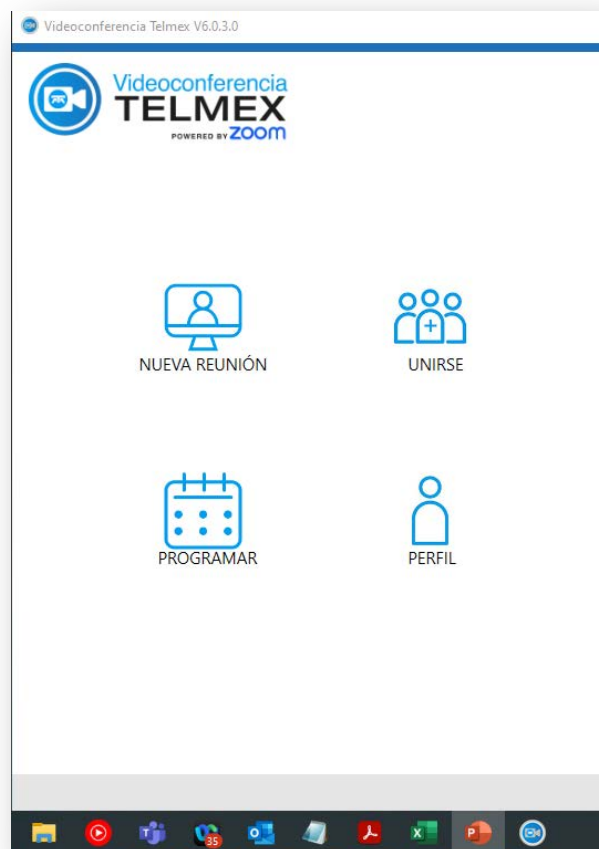 Videoconferencia Telmex V6.0.3.0
Videoconferencia
TELMEX
POWERED BY zoom
NUEVA REUNIÓN
UNIRSE
PROGRAMAR
PERFIL
35